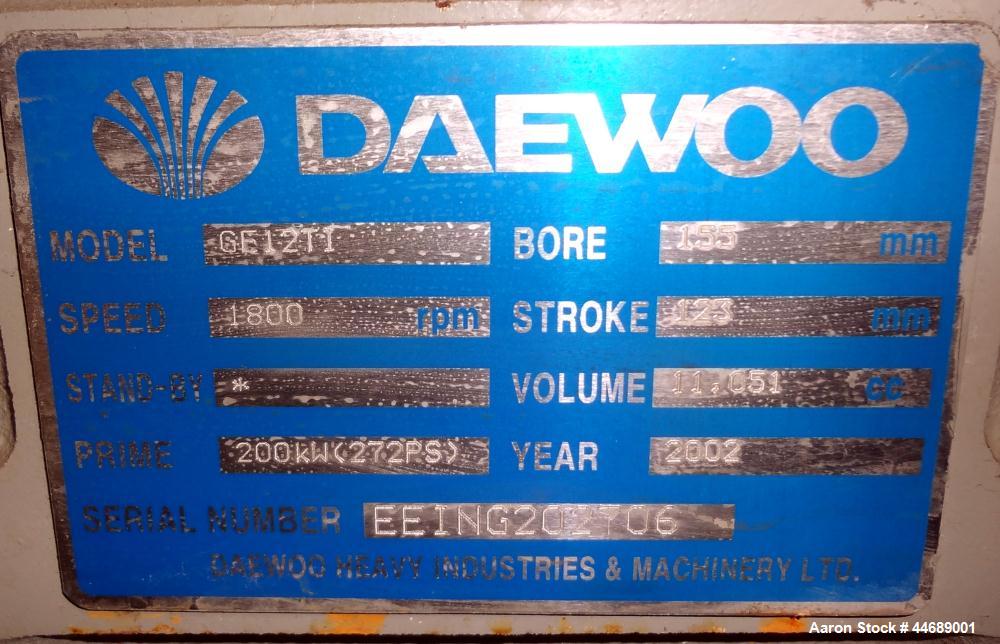 DAEWOO
MODEL GE12TI BORE 155 mm
SPEED 1800 rpm STROKE 123 mm
STAND-BY * VOLUME 11,051 cc
PRIME 200kW(272PS) YEAR 2002
SERIAL NUMBER EEING202706
DAEWOO HEAVY INDUSTRIES & MACHINERY LTD.
Aaron Stock # 44689001